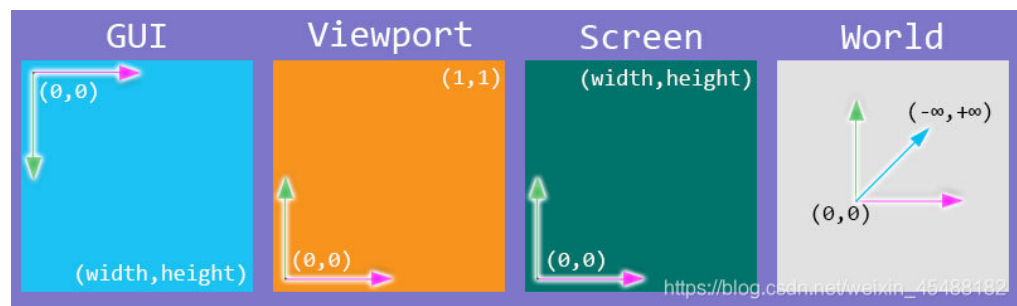 GUI
(0,0)
(width,height)
Viewport
(1,1)
(0,0)
Screen
(width,height)
(0,0)
World
(-∞,+∞)
(0,0)
https://blog.csdn.net/weixin_45488182